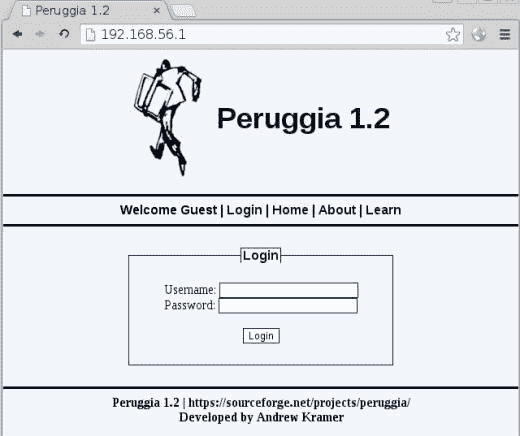 Peruggia 1.2
192.168.56.1
Peruggia 1.2
Welcome Guest | Login | Home | About | Learn
Login
Username:
Password:
Login
Peruggia 1.2 | https://sourceforge.net/projects/peruggia/
Developed by Andrew Kramer